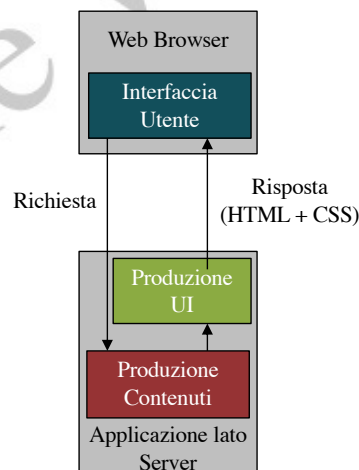 Web Browser
Interfaccia
Utente
Richiesta
Risposta
(HTML + CSS)
Produzione
UI
Produzione
Contenuti
Applicazione lato
Server